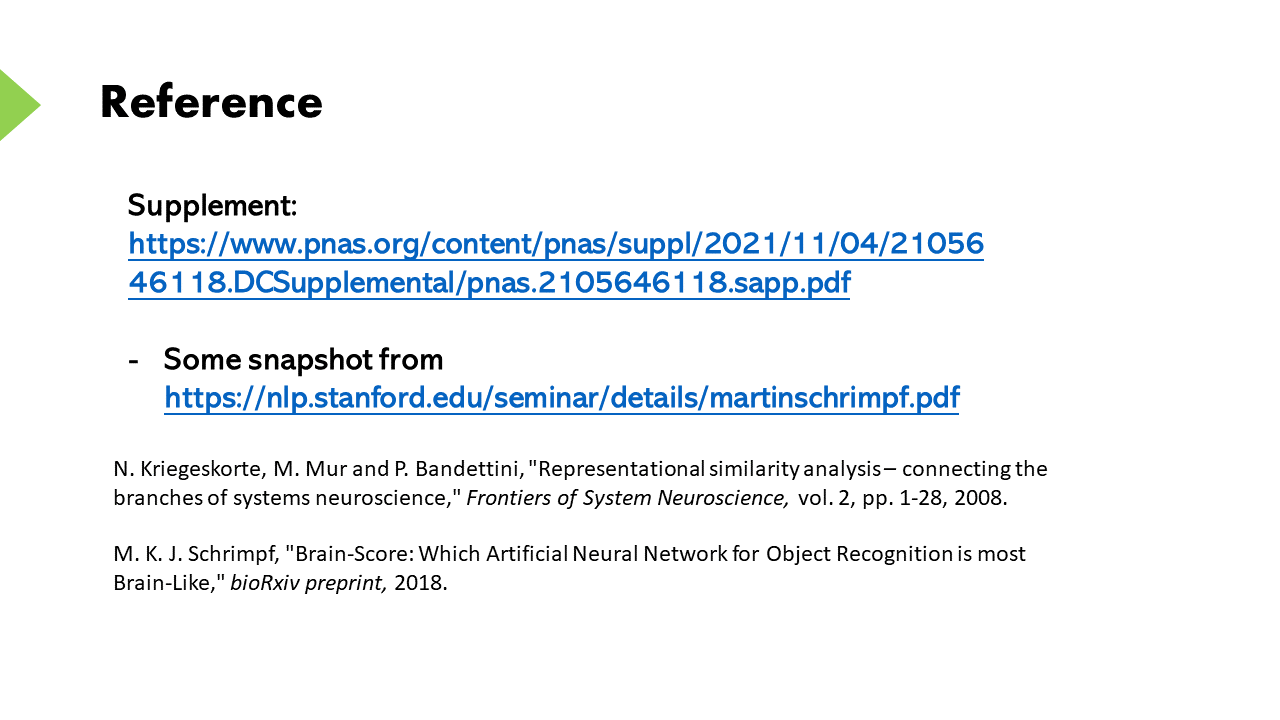 Reference
Supplement:
https://www.pnas.org/content/pnas/suppl/2021/11/04/21056
46118.DCSupplemental/pnas.2105646118.sapp.pdf
- Some snapshot from
https://nlp.stanford.edu/seminar/details/martinschrimpf.pdf
N. Kriegeskorte, M. Mur and P. Bandettini, "Representational similarity analysis – connecting the
branches of systems neuroscience," Frontiers of System Neuroscience, vol. 2, pp. 1-28, 2008.
M. K. J. Schrimpf, "Brain-Score: Which Artificial Neural Network for Object Recognition is most
Brain-Like," bioRxiv preprint, 2018.